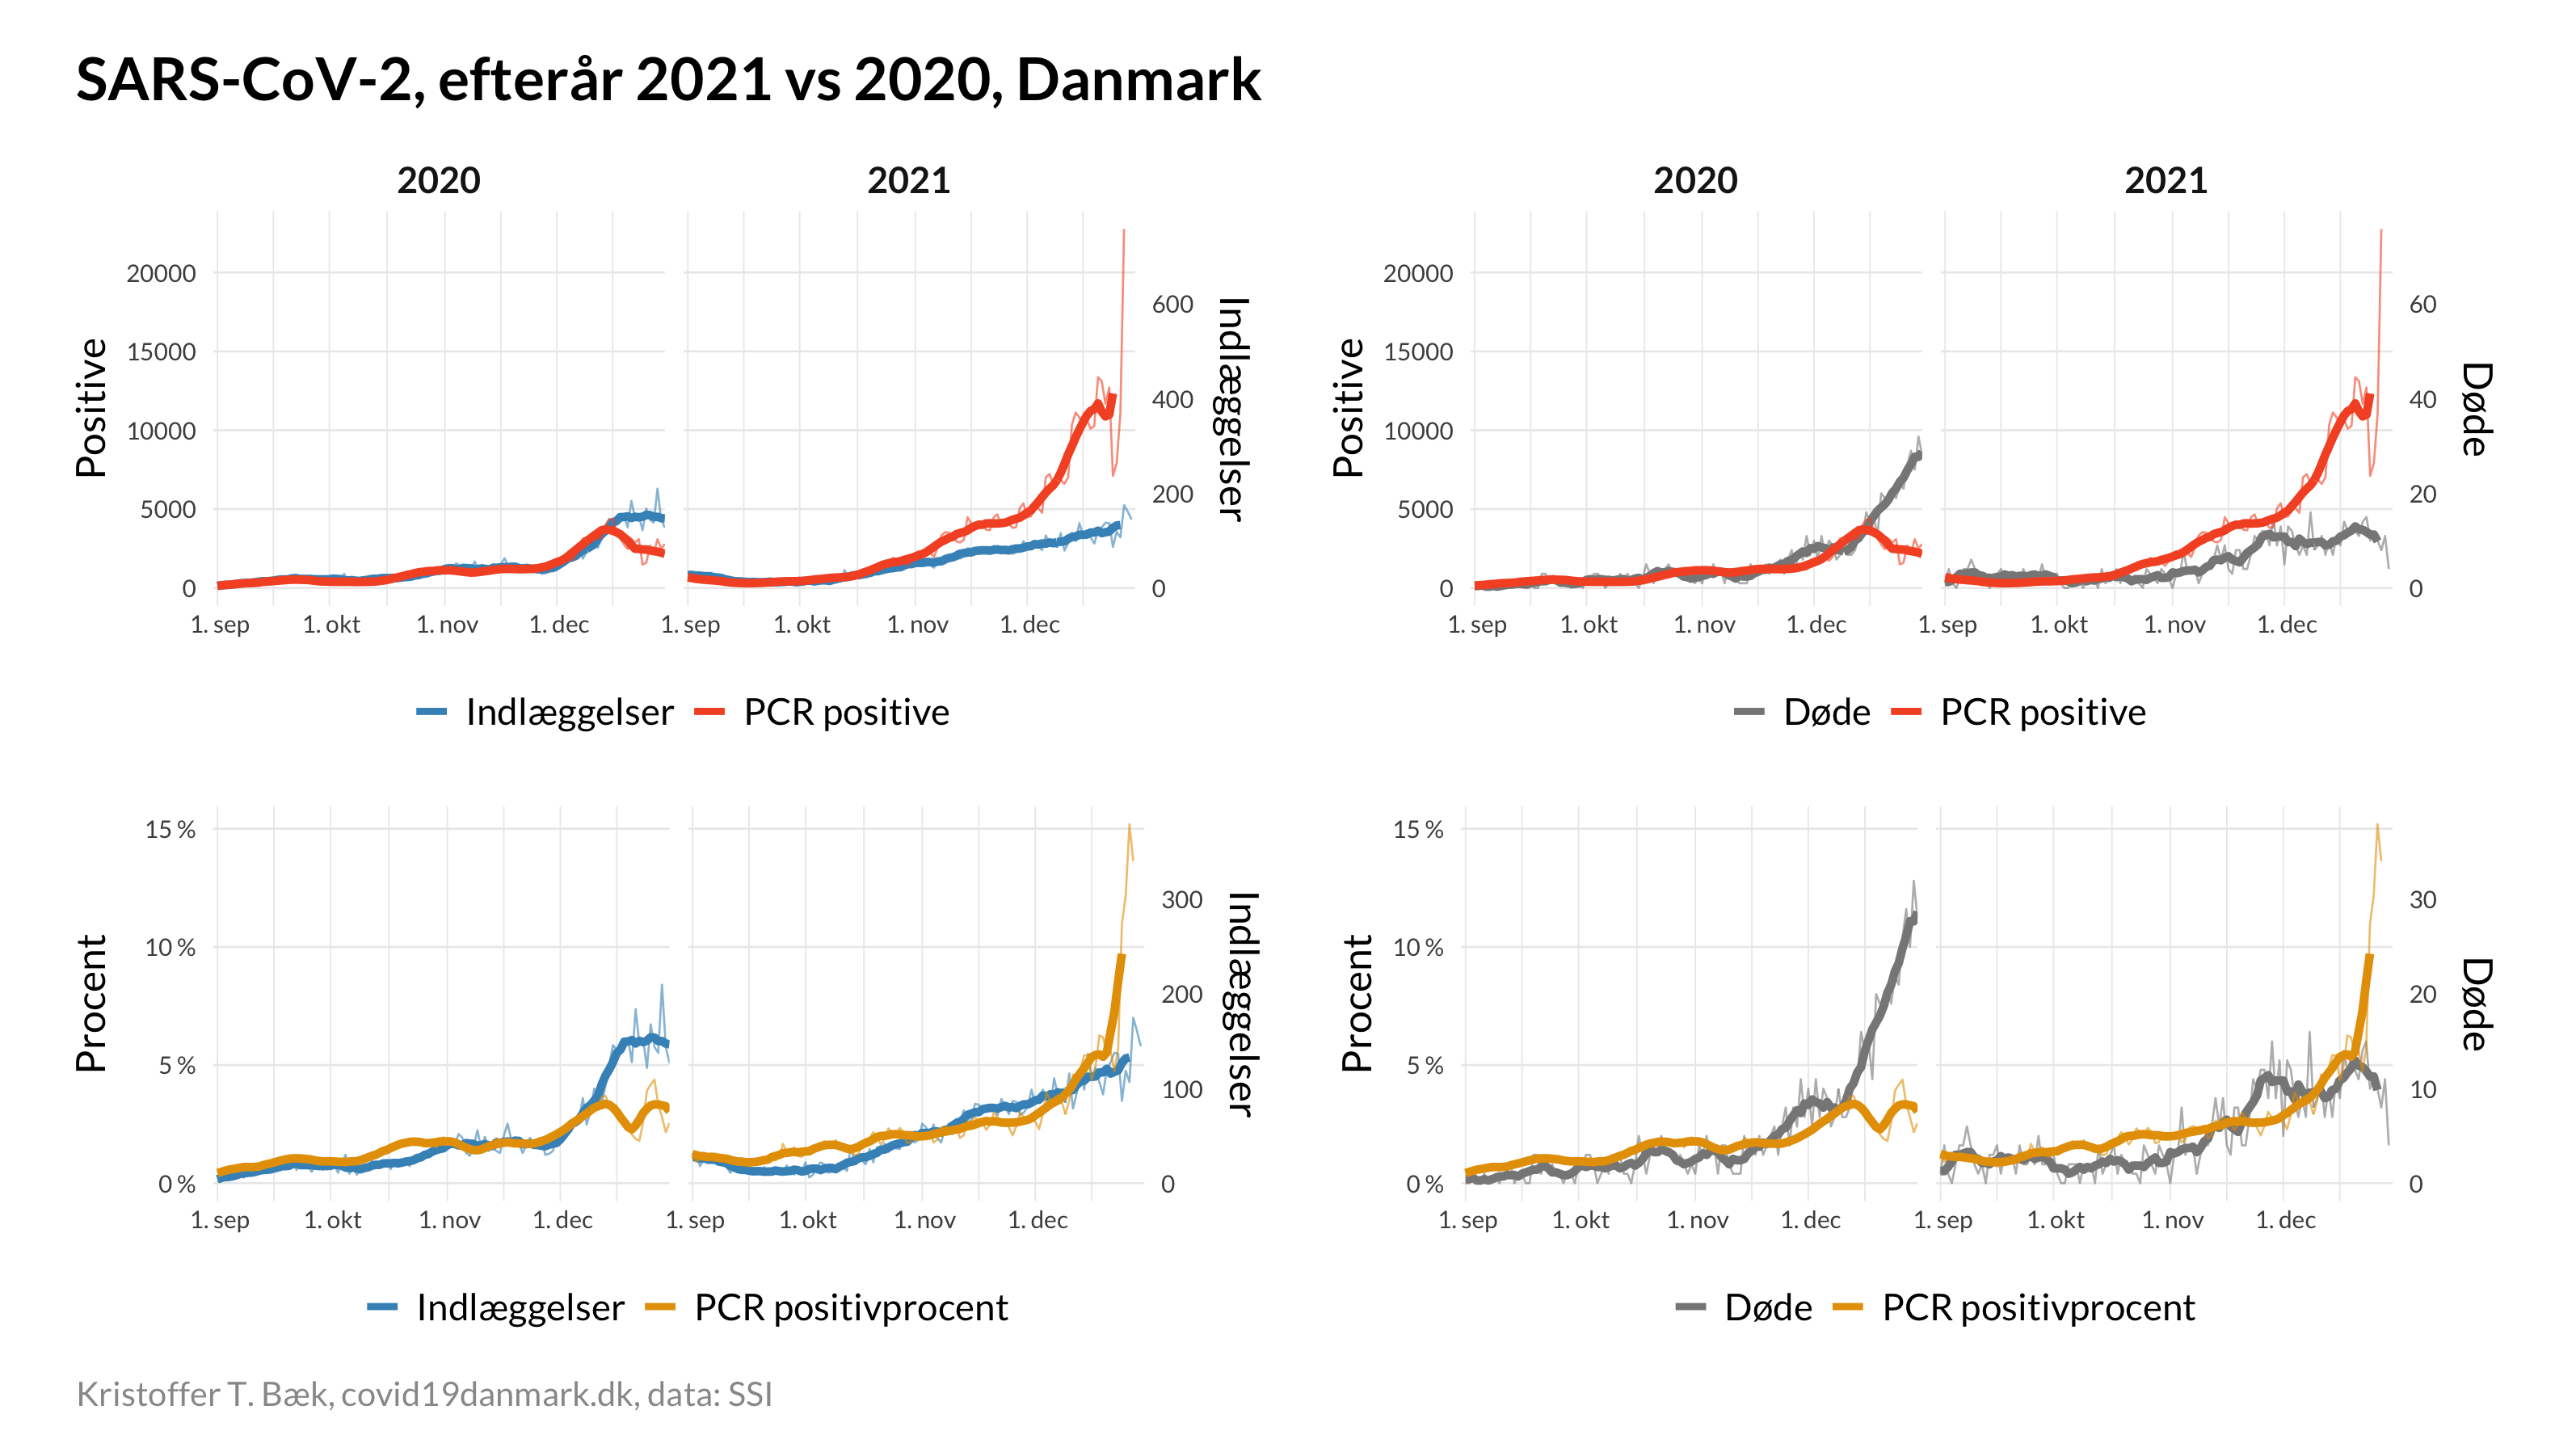 SARS-CoV-2, efterår 2021 vs 2020, Danmark
2020
2021
Positive
20000
15000
10000
5000
0
600
400
200
0
Indlæggelser
1. sep
1. okt
1. nov
1. dec
1. sep
1. okt
1. nov
1. dec
Indlæggelser
PCR positive
2020
2021
Positive
20000
15000
10000
5000
0
60
40
20
0
Døde
1. sep
1. okt
1. nov
1. dec
1. sep
1. okt
1. nov
1. dec
Døde
PCR positive
Procent
15 %
10 %
5 %
0 %
300
200
100
0
Indlæggelser
1. sep
1. okt
1. nov
1. dec
1. sep
1. okt
1. nov
1. dec
Indlæggelser
PCR positivprocent
Procent
15 %
10 %
5 %
0 %
30
20
10
0
Døde
1. sep
1. okt
1. nov
1. dec
1. sep
1. okt
1. nov
1. dec
Døde
PCR positivprocent
Kristoffer T. Bæk, covid19danmark.dk, data: SSI